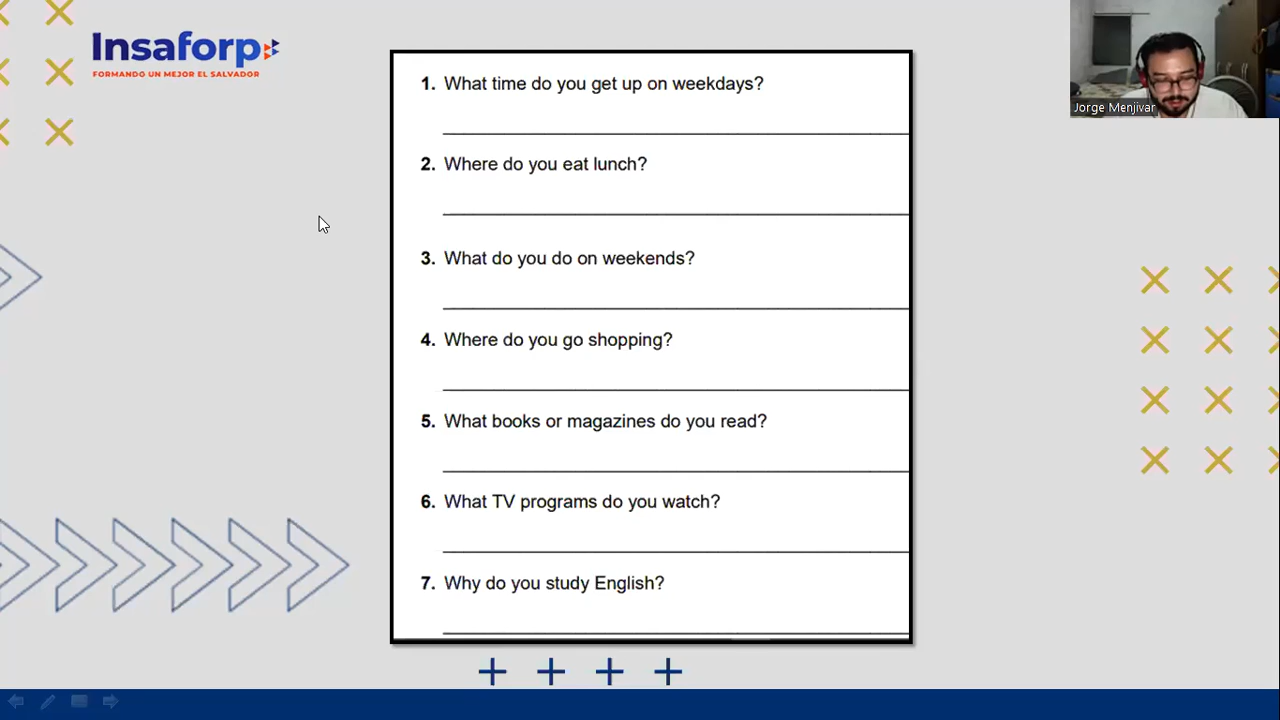 Insaforp
FORMANDO UN MEJOR EL SALVADOR
Jorge Menjivar
1. What time do you get up on weekdays?
2. Where do you eat lunch?
3. What do you do on weekends?
4. Where do you go shopping?
5. What books or magazines do you read?
6. What TV programs do you watch?
7. Why do you study English?